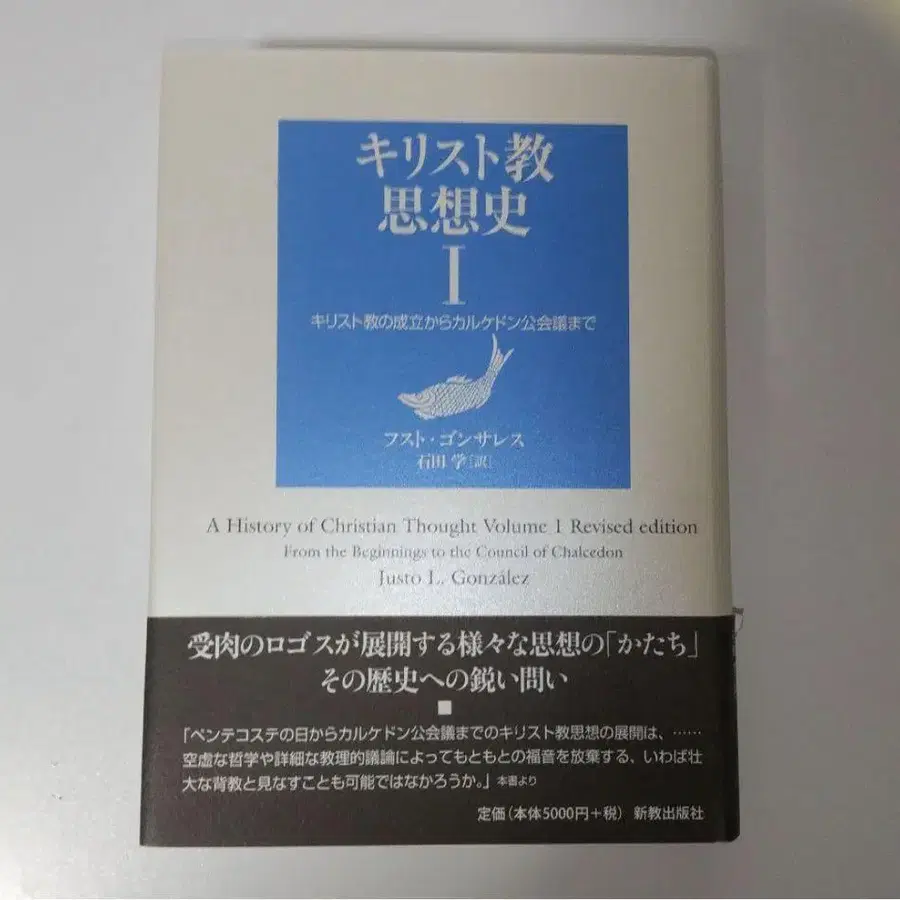 キリスト教
思想史
I
キリスト教の成立からカルケドン公会議まで
フスト・ゴンサレス
石田 学[訳]
A History of Christian Thought Volume 1 Revised edition
From the Beginnings to the Council of Chalcedon
Justo L. González
受肉のロゴスが展開する様々な思想の「かたち」
その歴史への鋭い問い
「ペンテコステの日からカルケドン公会議までのキリスト教思想の展開は、……
空虚な哲学や詳細な教理的議論によってもともとの福音を放棄する、いわば壮
大な背教と見なすことも可能ではなかろうか。」本書より
定価(本体5000円+税) 新教出版社